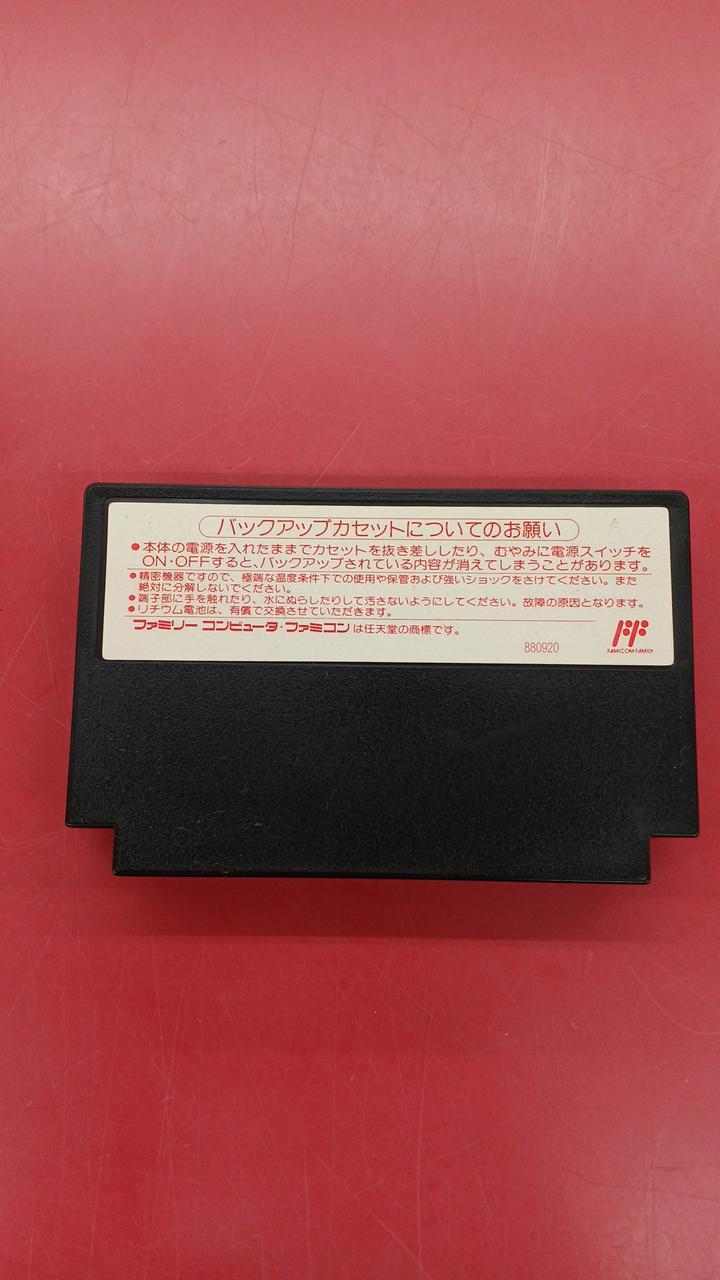 バックアップカセットについてのお願い
●本体の電源を入れたままでカセットを抜き差ししたり、むやみに電源スイッチを
ON・OFFすると、バックアップされている内容が消えてしまうことがあります。
●精密機器ですので、極端な温度条件下での使用や保管および強いショックをさけてください。また
絶対に分解しないでください。
●端子部に手を触れたり、水にぬらしたりして汚さないようにしてください。故障の原因となります。
●リチウム電池は、有償で交換させていただきます。
ファミリー コンピュータ・ファミコンは任天堂の商標です。
880920
FAMICOM FAMILY